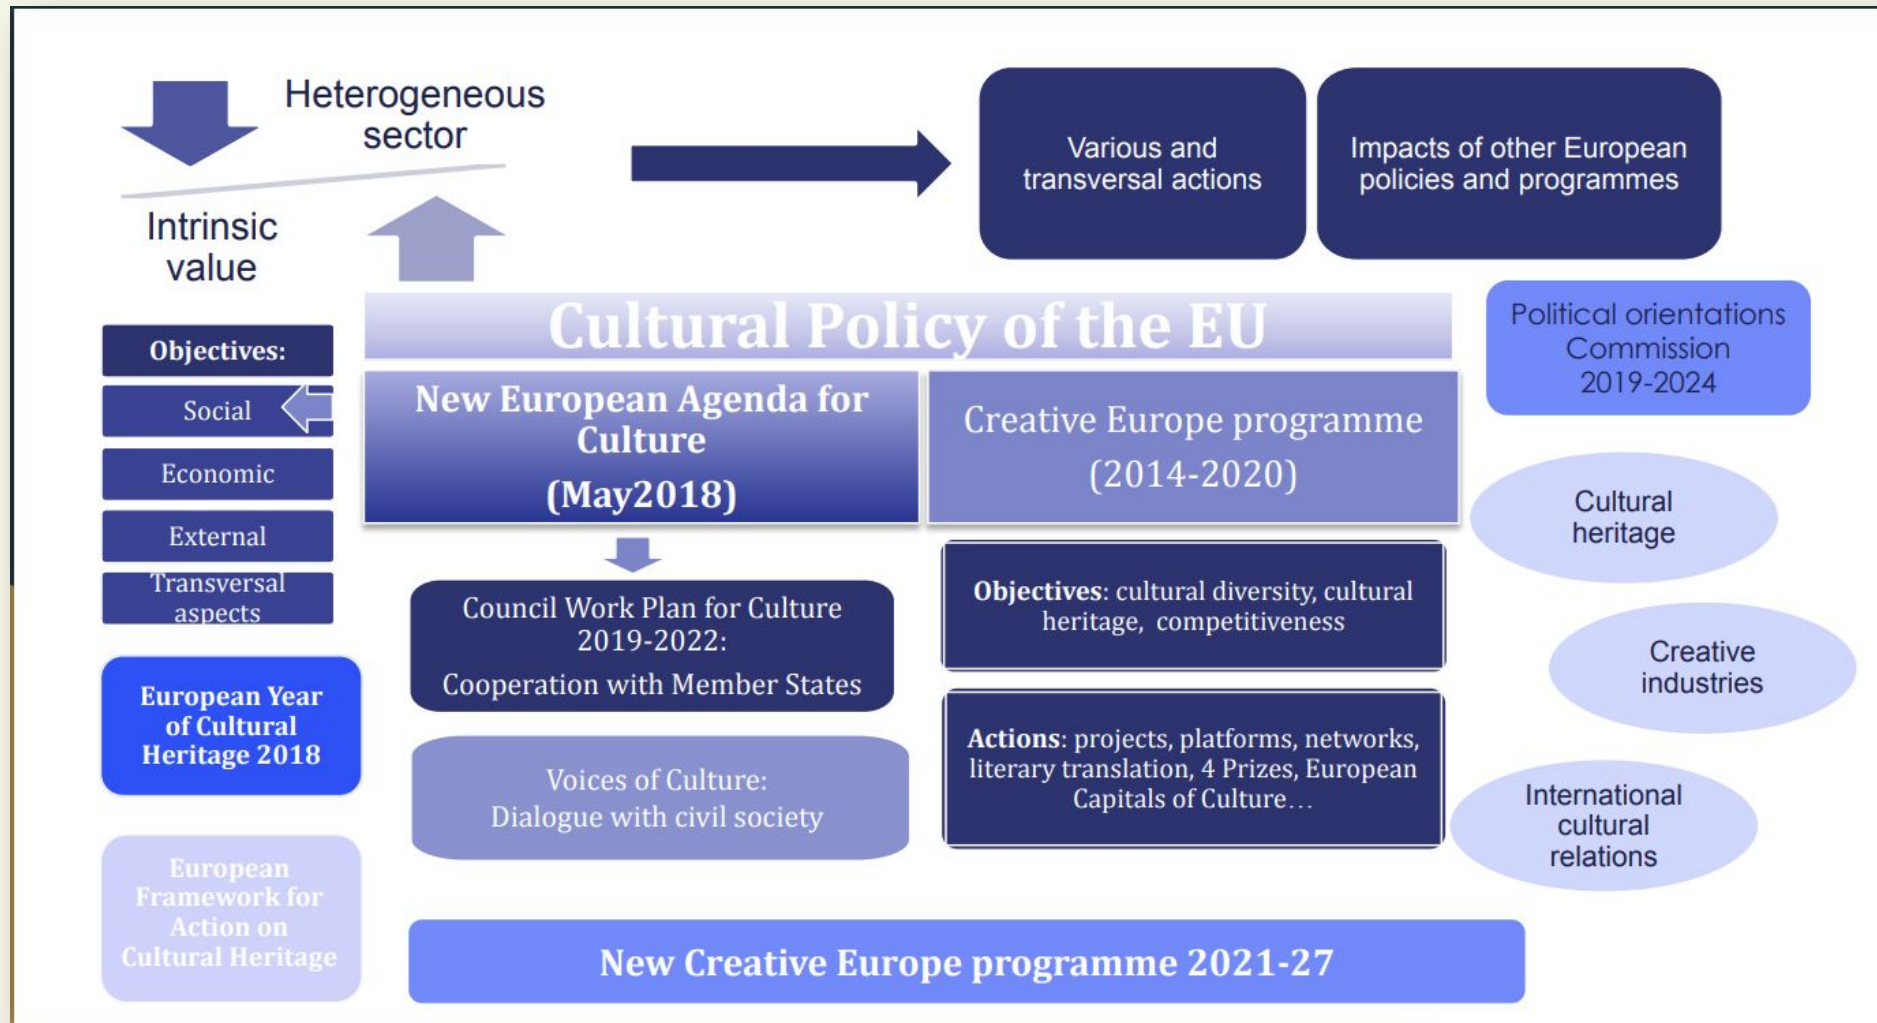 Heterogeneous
sector
Intrinsic
value
Various and
transversal actions
Impacts of other European
policies and programmes
Cultural Policy of the EU
Political orientations
Commission
2019-2024
Objectives:
Social
Economic
External
Transversal
aspects
New European Agenda for
Culture
(May2018)
Creative Europe programme
(2014-2020)
Cultural
heritage
Creative
industries
International
cultural
relations
Council Work Plan for Culture
2019-2022:
Cooperation with Member States
Objectives: cultural diversity, cultural
heritage, competitiveness
Voices of Culture:
Dialogue with civil society
Actions: projects, platforms, networks,
literary translation, 4 Prizes, European
Capitals of Culture…
European Year
of Cultural
Heritage 2018
European
Framework for
Action on
Cultural Heritage
New Creative Europe programme 2021-27